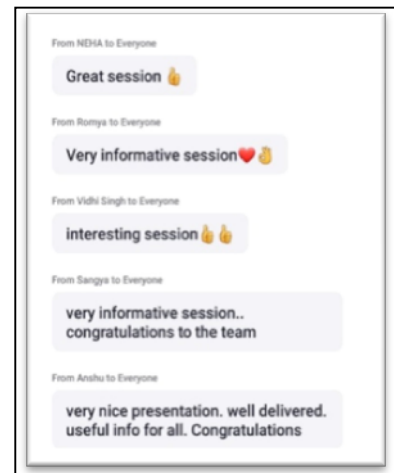 From NEHA to Everyone
Great session 👍
From Romya to Everyone
Very informative session❤️👌
From Vidhi Singh to Everyone
interesting session👍👍
From Sangya to Everyone
very informative session..
congratulations to the team
From Anshu to Everyone
very nice presentation. well delivered.
useful info for all. Congratulations